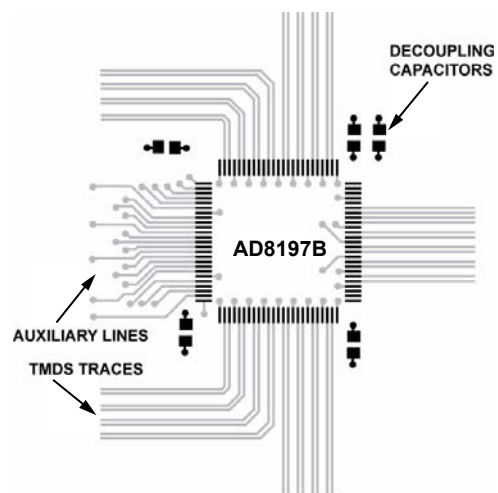 DECOUPLING
CAPACITORS
AD8197B
AUXILIARY LINES
TMDS TRACES